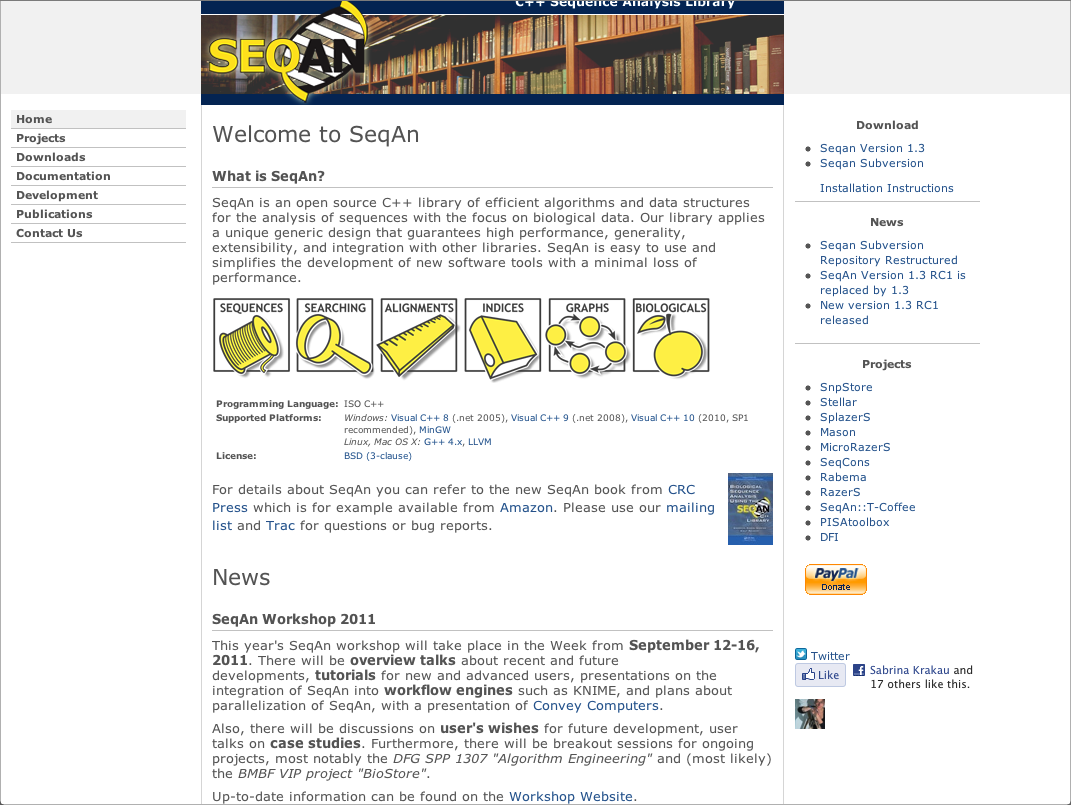 C++ Sequence Analysis Library
SEQAN
Home
Projects
Downloads
Documentation
Development
Publications
Contact Us
Welcome to SeqAn
What is SeqAn?
SeqAn is an open source C++ library of efficient algorithms and data structures
for the analysis of sequences with the focus on biological data. Our library applies
a unique generic design that guarantees high performance, generality,
extensibility, and integration with other libraries. SeqAn is easy to use and
simplifies the development of new software tools with a minimal loss of
performance.
SEQUENCES SEARCHING ALIGNMENTS INDICES GRAPHS BIOLOGICALS
Programming Language: ISO C++
Supported Platforms: Windows: Visual C++ 8 (.net 2005), Visual C++ 9 (.net 2008), Visual C++ 10 (2010, SP1
recommended), MinGW
Linux, Mac OS X: G++ 4.x, LLVM
License: BSD (3-clause)
For details about SeqAn you can refer to the new SeqAn book from CRC
Press which is for example available from Amazon. Please use our mailing
list and Trac for questions or bug reports.
BIOLOGICAL
SEQUENCE ANALYSIS
USING THE
SEQAN
C++
LIBRARY
News
SeqAn Workshop 2011
This year's SeqAn workshop will take place in the Week from September 12-16,
2011. There will be overview talks about recent and future
developments, tutorials for new and advanced users, presentations on the
integration of SeqAn into workflow engines such as KNIME, and plans about
parallelization of SeqAn, with a presentation of Convey Computers.
Also, there will be discussions on user's wishes for future development, user
talks on case studies. Furthermore, there will be breakout sessions for ongoing
projects, most notably the DFG SPP 1307 "Algorithm Engineering" and (most likely)
the BMBF VIP project "BioStore".
Up-to-date information can be found on the Workshop Website.
Download
Seqan Version 1.3
Seqan Subversion
Installation Instructions
News
Seqan Subversion
Repository Restructured
SeqAn Version 1.3 RC1 is
replaced by 1.3
New version 1.3 RC1
released
Projects
SnpStore
Stellar
SplazerS
Mason
MicroRazerS
SeqCons
Rabema
RazerS
SeqAn::T-Coffee
PISAtoolbox
DFI
PayPal
Donate
Twitter
Like
Sabrina Krakau and
17 others like this.